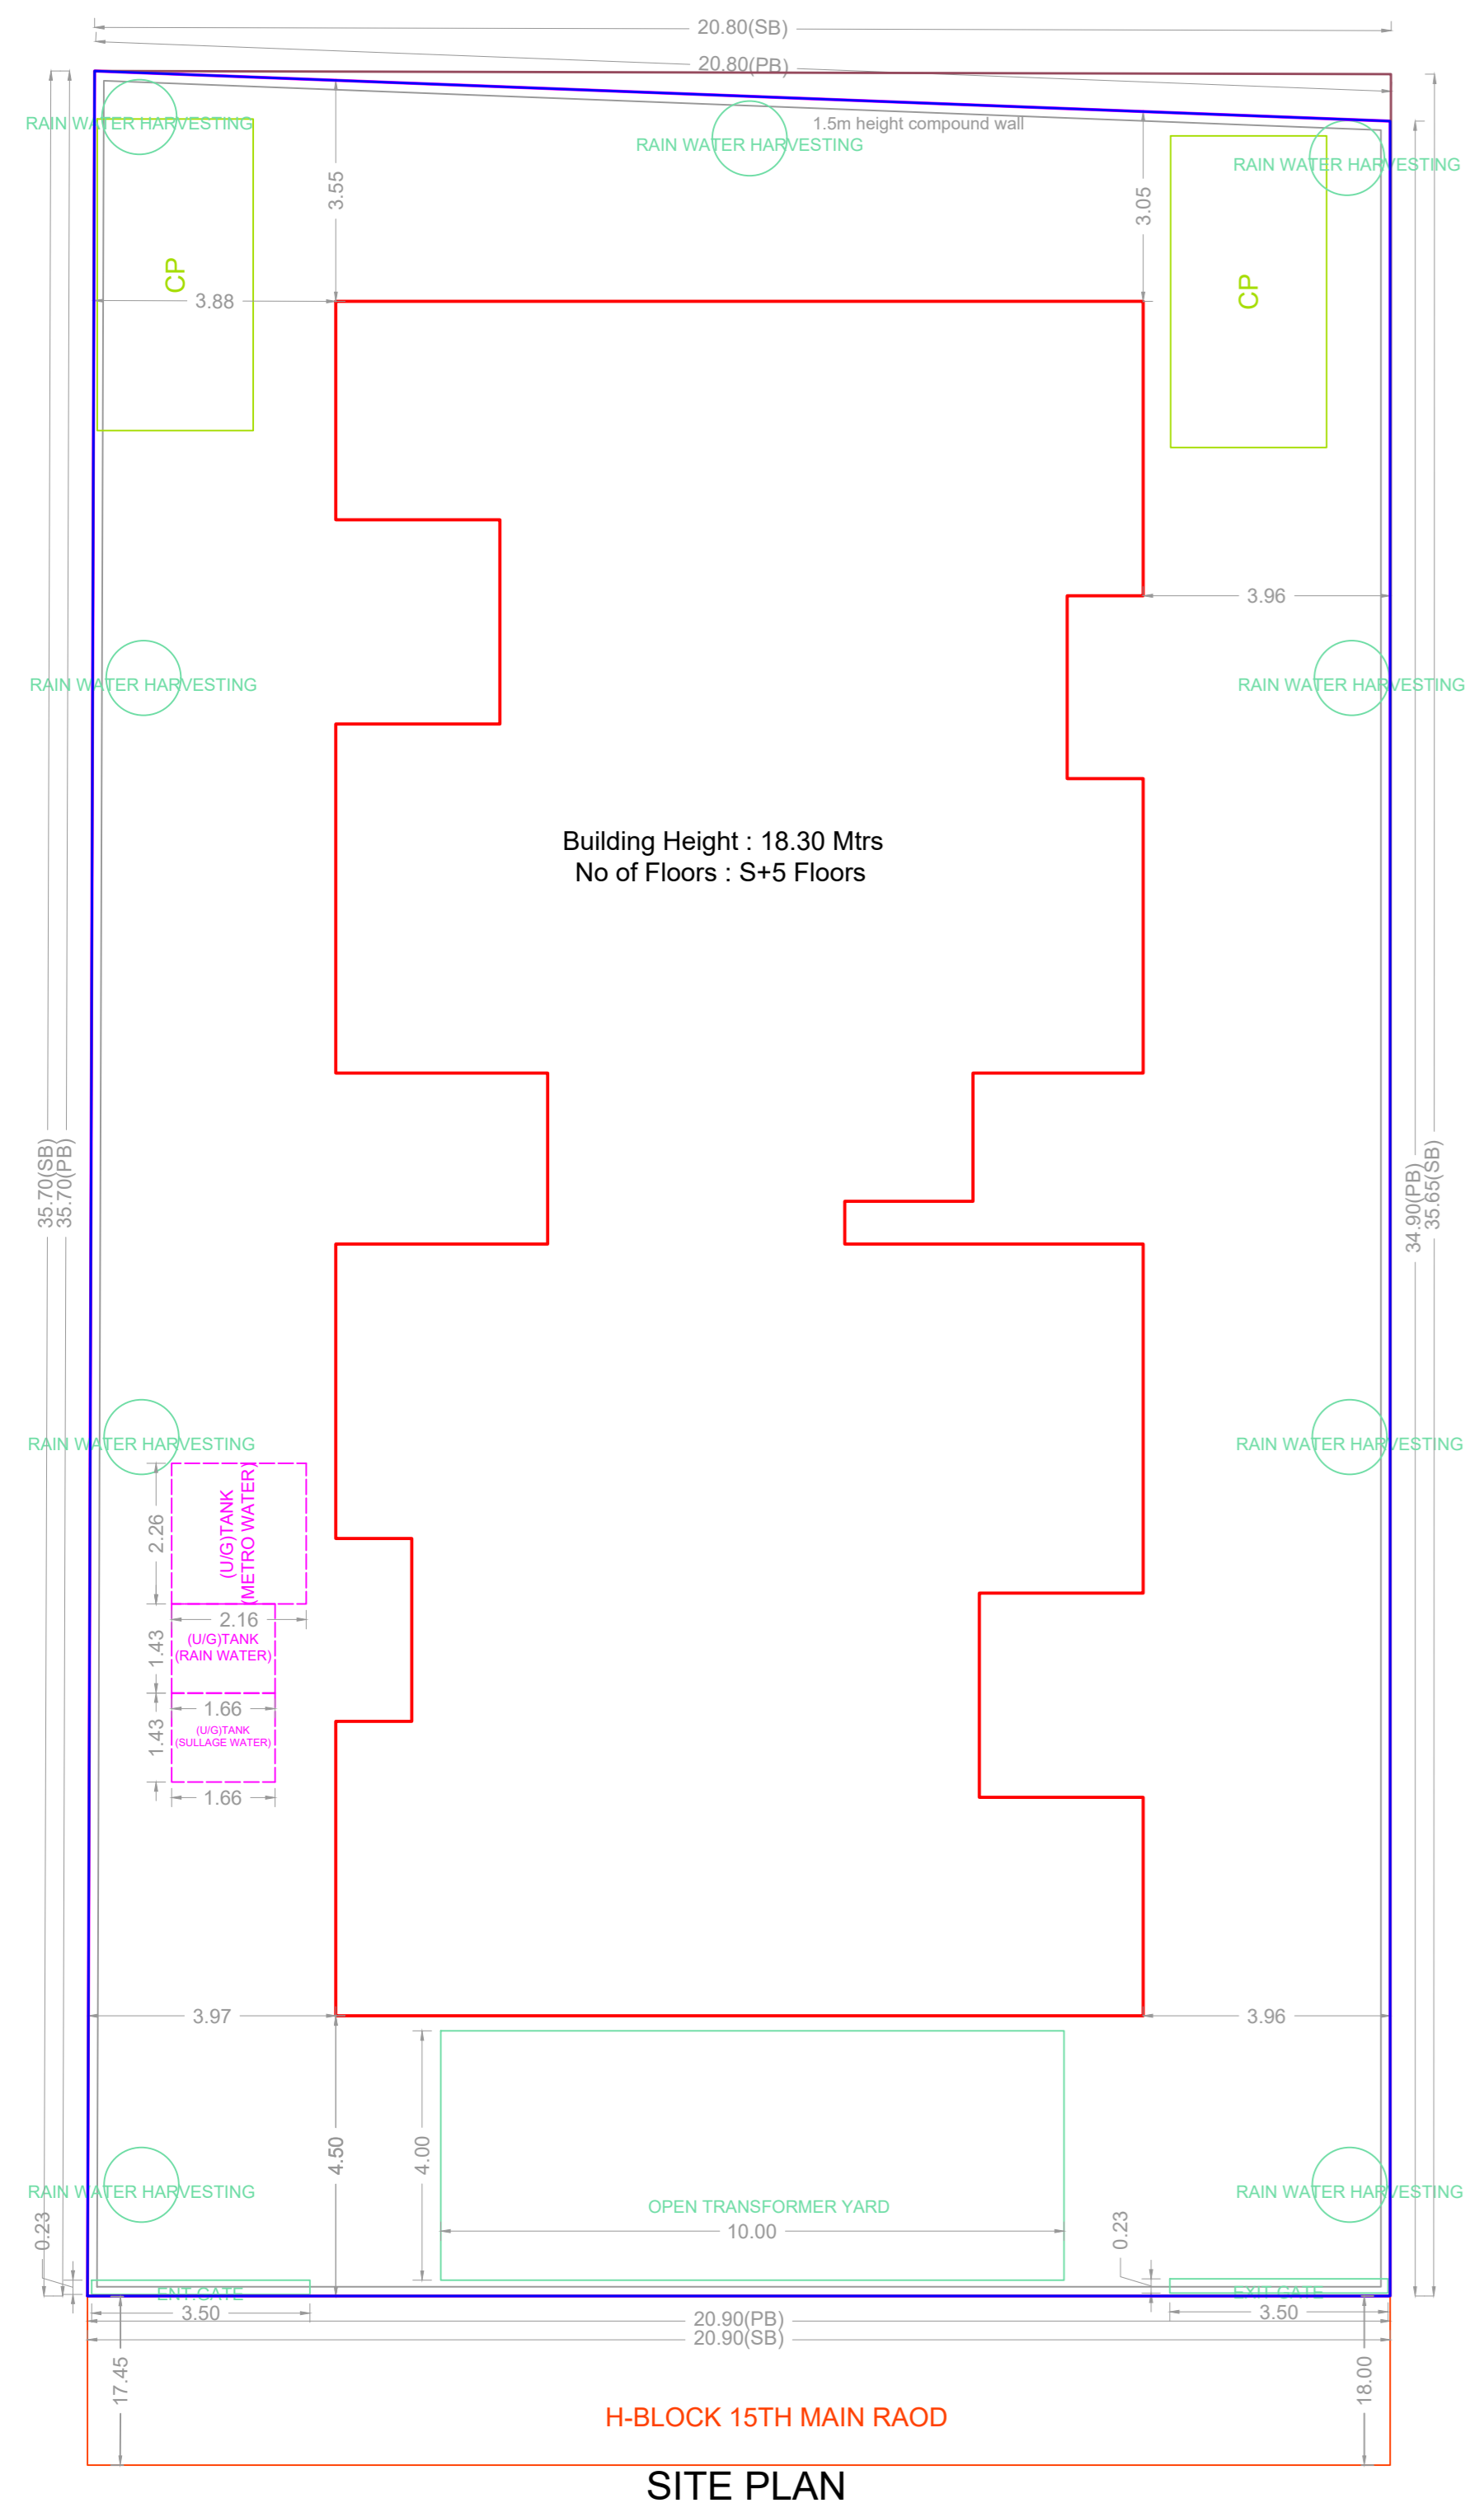 20.80(SB)
20.80(PB)
1.5m height compound wall
RAIN WATER HARVESTING
RAIN WATER HARVESTING
RAIN WATER HARVESTING
3.55
3.05
CP
CP
3.88
3.96
RAIN WATER HARVESTING
RAIN WATER HARVESTING
Building Height : 18.30 Mtrs
No of Floors : S+5 Floors
35.70(SB)
35.70(PB)
34.90(PB)
35.65(SB)
RAIN WATER HARVESTING
RAIN WATER HARVESTING
2.26
(U/G)TANK
(METRO WATER)
2.16
1.43
(U/G)TANK
(RAIN WATER)
1.66
1.43
(U/G)TANK
(SULLAGE WATER)
1.66
3.97
3.96
4.50
4.00
RAIN WATER HARVESTING
RAIN WATER HARVESTING
OPEN TRANSFORMER YARD
10.00
0.23
0.23
ENT.GATE
EXIT GATE
3.50
3.50
20.90(PB)
20.90(SB)
17.45
18.00
H-BLOCK 15TH MAIN RAOD
SITE PLAN